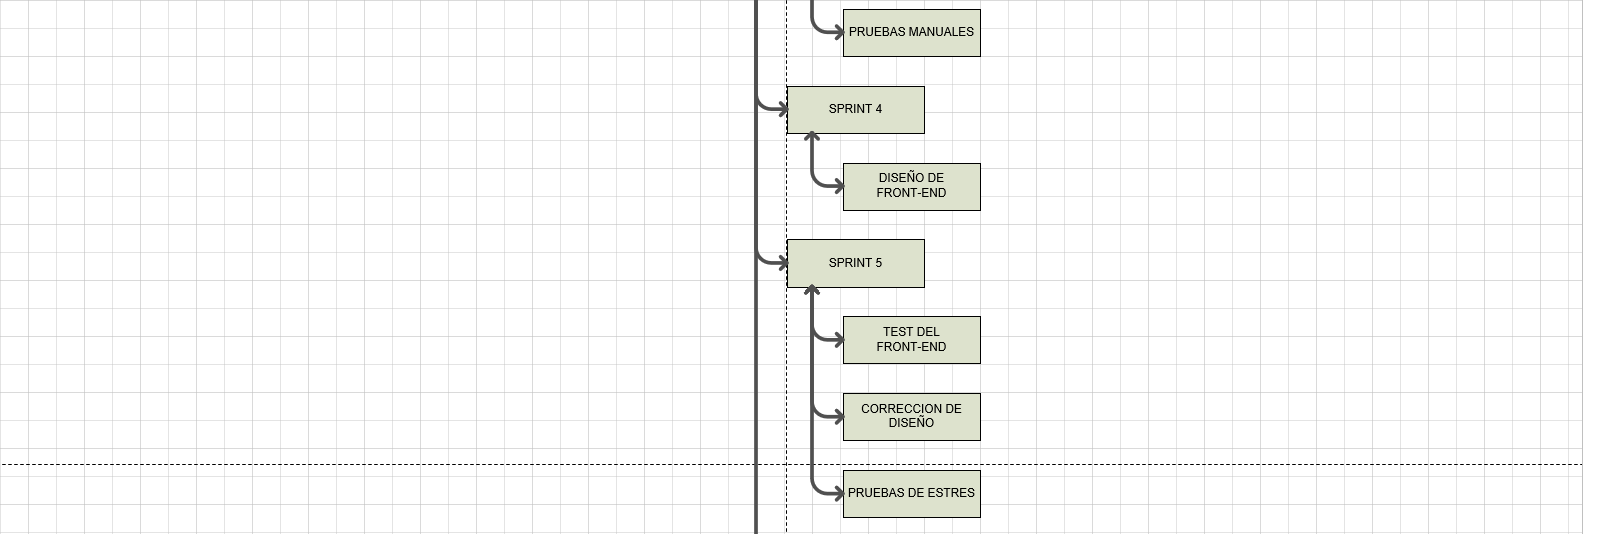 PRUEBAS MANUALES
SPRINT 4
DISEÑO DE
FRONT-END
SPRINT 5
TEST DEL
FRONT-END
CORRECCION DE
DISEÑO
PRUEBAS DE ESTRES